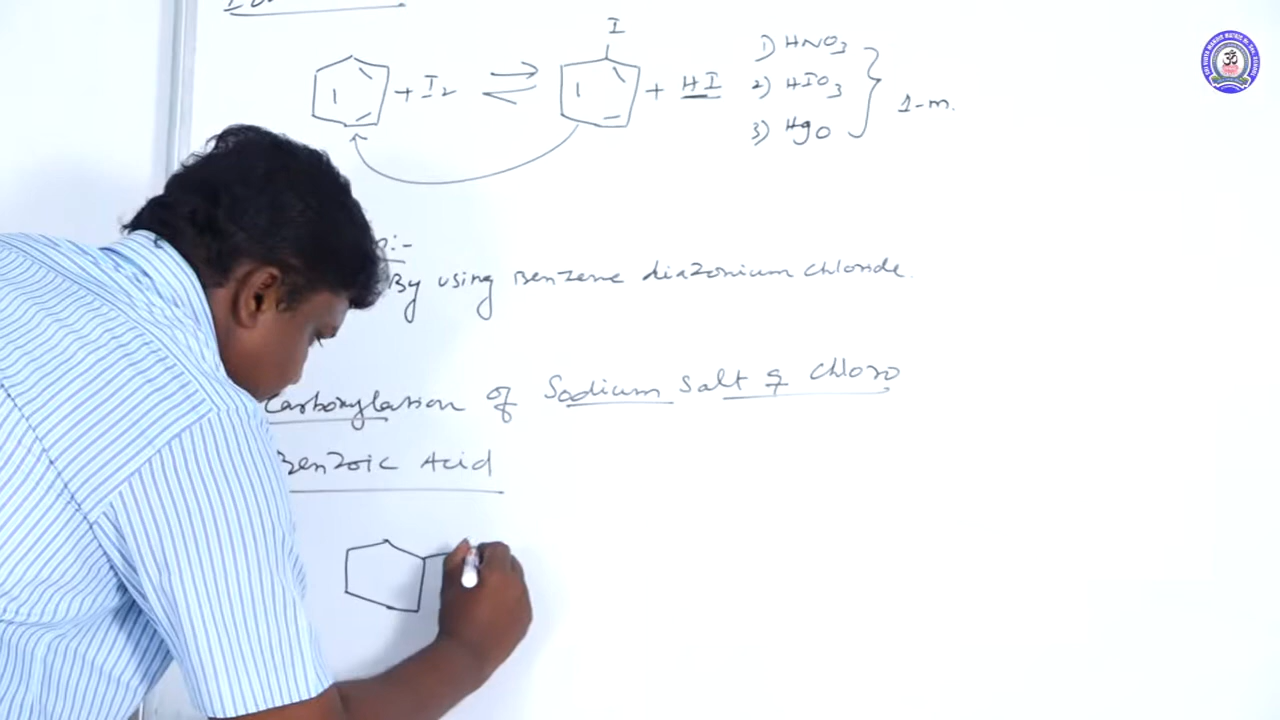 I
+ I2 ⇌ + HI 1) HNO3
2) HIO3
3) HgO
1-m.
By using Benzene diazonium chloride.
Carboxylation of Sodium salt of chloro
Benzoic Acid